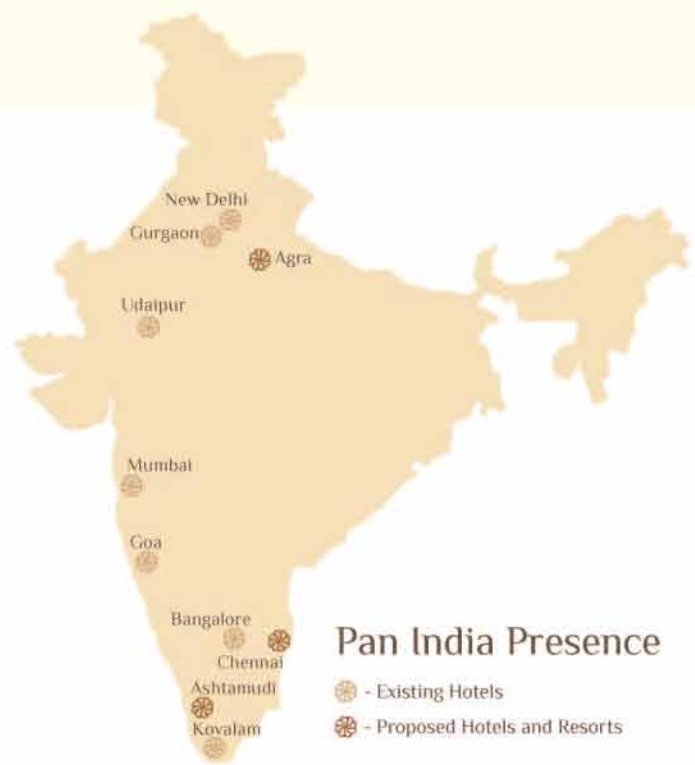 New Delhi
Gurgaon
Agra
Udaipur
Mumbai
Goa
Bangalore
Chennai
Ashtamudi
Kovalam
Pan India Presence
- Existing Hotels
- Proposed Hotels and Resorts